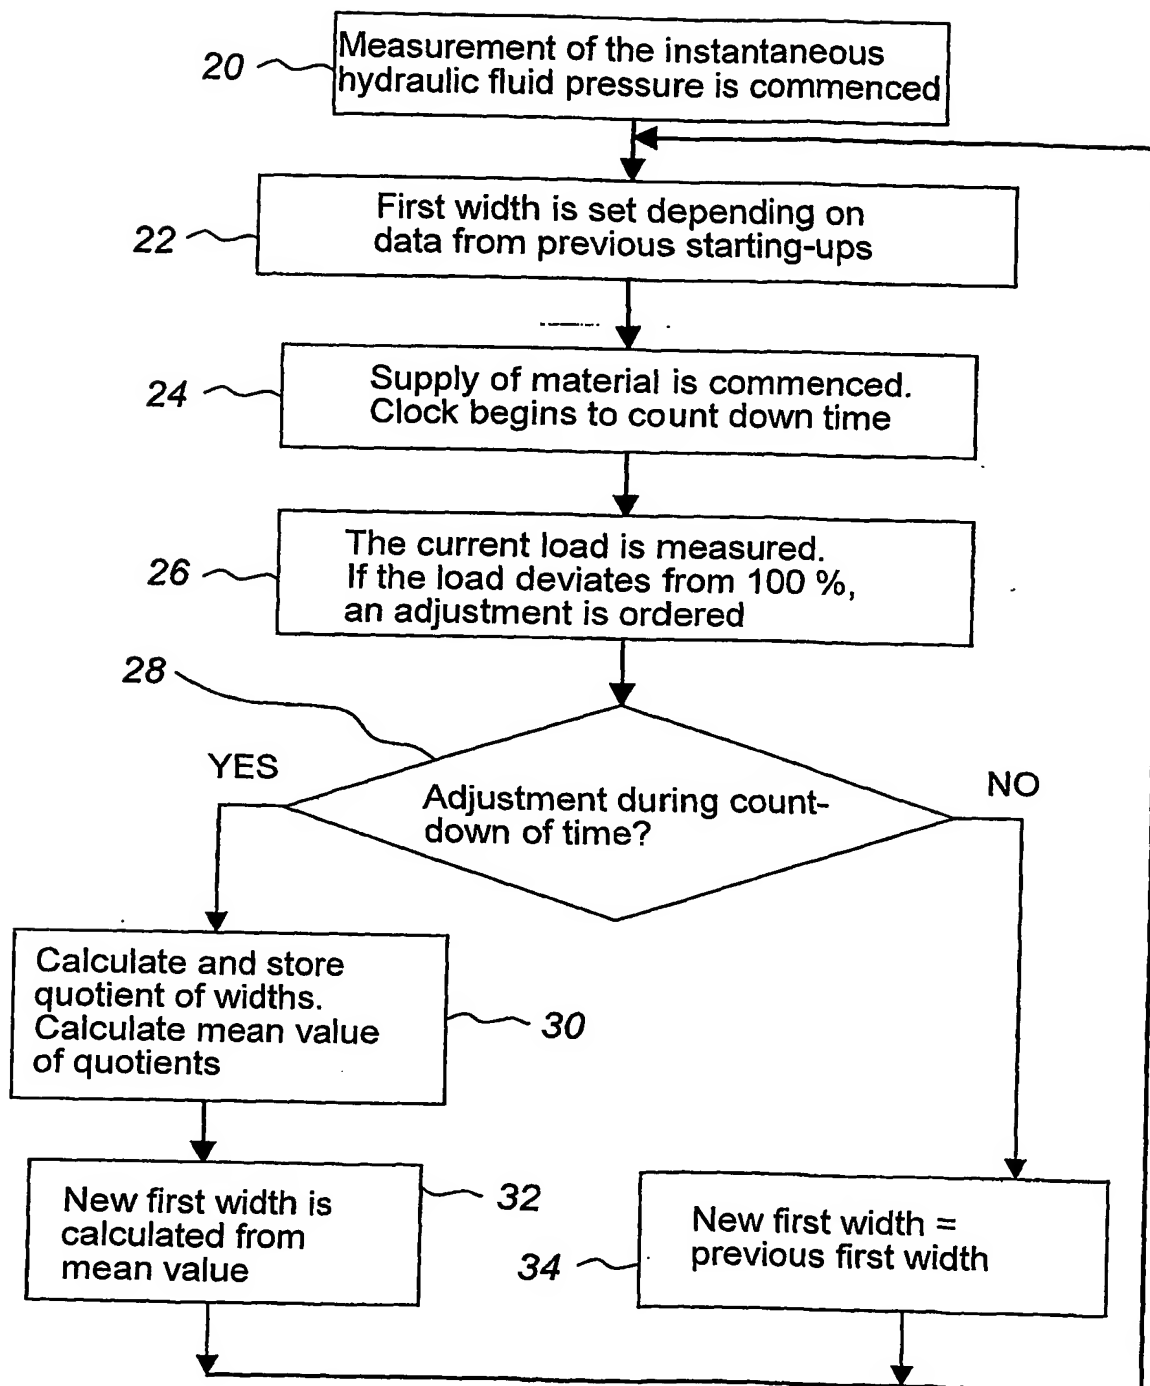 20
Measurement of the instantaneous
hydraulic fluid pressure is commenced
22
First width is set depending on
data from previous starting-ups
24
Supply of material is commenced.
Clock begins to count down time
26
The current load is measured.
If the load deviates from 100 %,
an adjustment is ordered
28
YES
NO
Adjustment during count-
down of time?
Calculate and store
quotient of widths.
Calculate mean value
of quotients
30
New first width is
calculated from
mean value
32
34
New first width =
previous first width